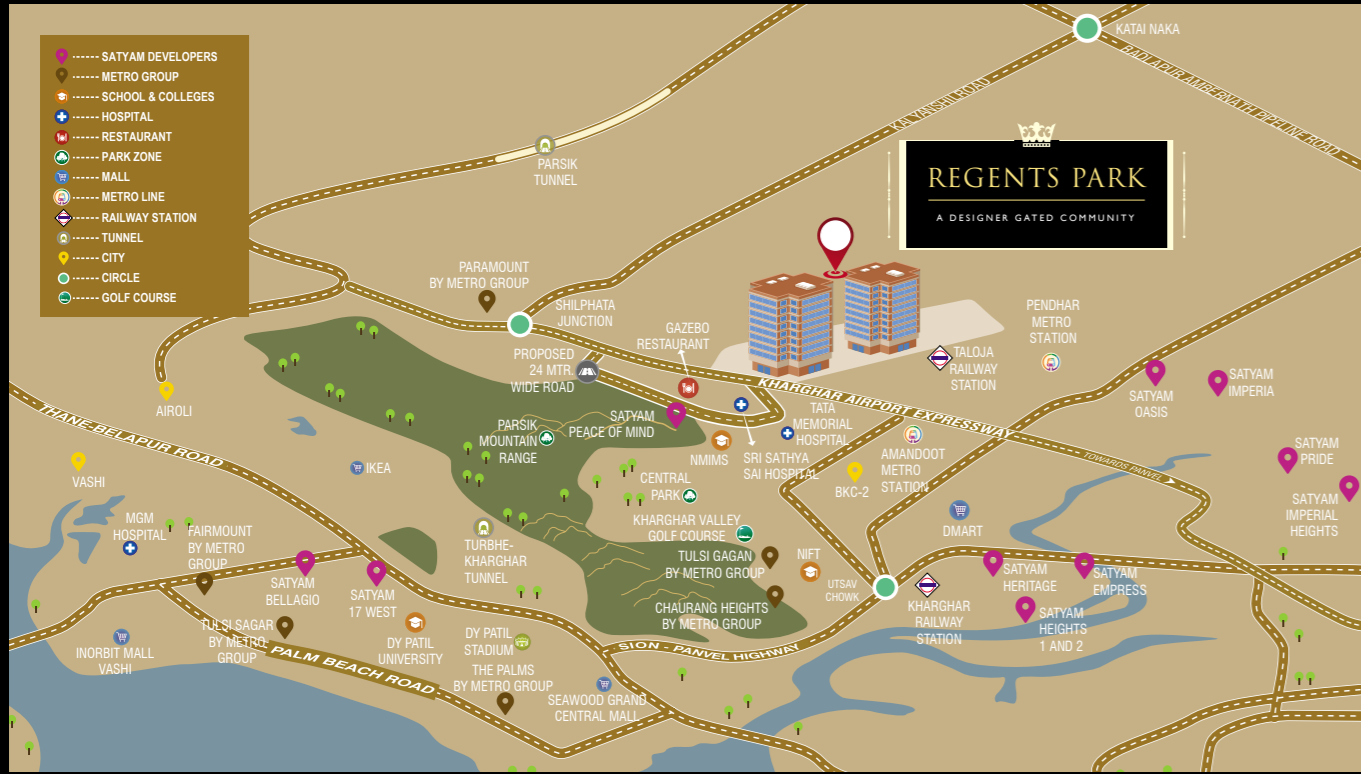 SATYAM DEVELOPERS
METRO GROUP
SCHOOL & COLLEGES
HOSPITAL
RESTAURANT
PARK ZONE
MALL
METRO LINE
RAILWAY STATION
TUNNEL
CITY
CIRCLE
GOLF COURSE
KATAI NAKA
BADLAPUR AMBERNATH PIPELINE ROAD
KALYANSHIL ROAD
REGENTS PARK
A DESIGNER GATED COMMUNITY
PARSIK
TUNNEL
PARAMOUNT
BY METRO GROUP
SHILPHATA
JUNCTION
GAZEBO
RESTAURANT
PENDHAR
METRO
STATION
PROPOSED
24 MTR.
WIDE ROAD
TALOJA
RAILWAY
STATION
KHARGHAR AIRPORT EXPRESSWAY
SATYAM
OASIS
SATYAM
IMPERIA
AIROLI
THANE-BELAPUR ROAD
SATYAM
PEACE OF MIND
PARSIK
MOUNTAIN
RANGE
TATA
MEMORIAL
HOSPITAL
NMIMS
SRI SATHYA
SAI HOSPITAL
AMANDOOT
METRO
STATION
TOWARDS PANVEL
SATYAM
PRIDE
VASHI
IKEA
CENTRAL
PARK
BKC-2
SATYAM
IMPERIAL
HEIGHTS
MGM
HOSPITAL
FAIRMOUNT
BY METRO
GROUP
TURBHE-
KHARGHAR
TUNNEL
KHARGHAR VALLEY
GOLF COURSE
DMART
TULSI GAGAN
BY METRO GROUP
NIFT
SATYAM
BELLAGIO
SATYAM
17 WEST
UTSAV
CHOWK
SATYAM
HERITAGE
SATYAM
EMPRESS
CHAURANG HEIGHTS
BY METRO GROUP
KHARGHAR
RAILWAY
STATION
SATYAM
HEIGHTS
1 AND 2
TULSI SAGAR
BY METRO
GROUP
DY PATIL
UNIVERSITY
DY PATIL
STADIUM
SION - PANVEL HIGHWAY
INORBIT MALL
VASHI
PALM BEACH ROAD
THE PALMS
BY METRO GROUP
SEAWOOD GRAND
CENTRAL MALL